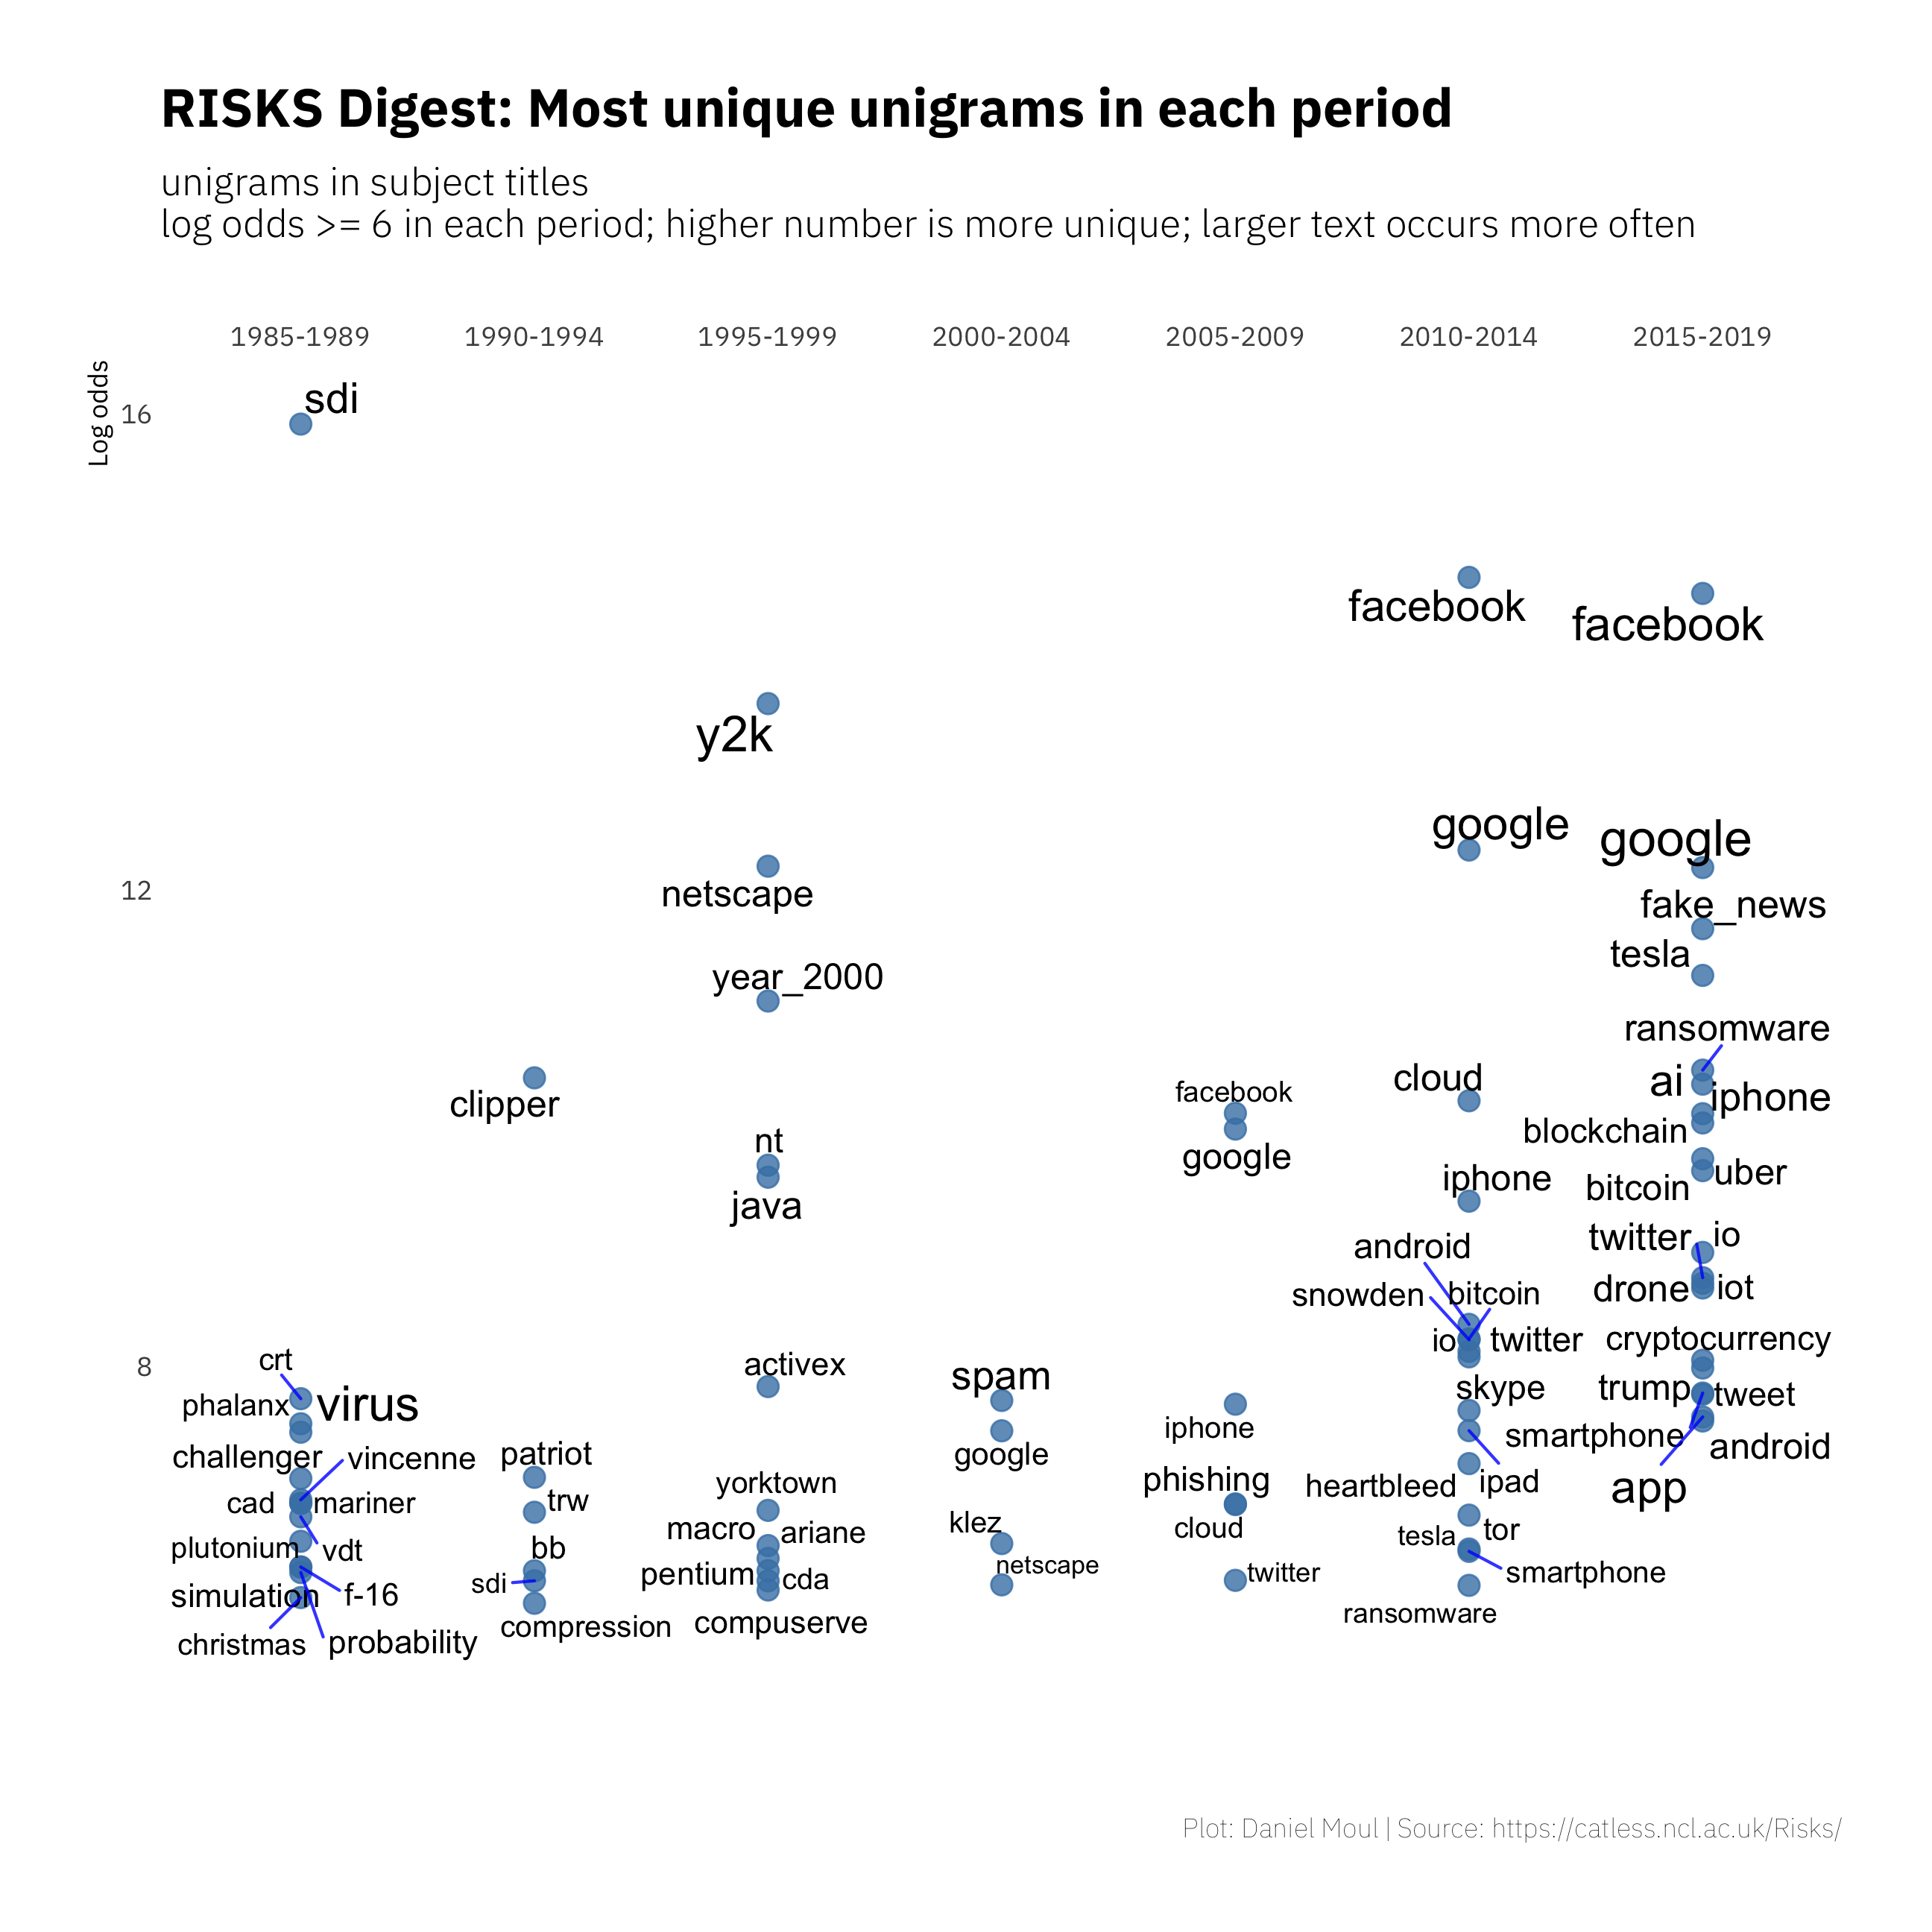 RISKS Digest: Most unique unigrams in each period
unigrams in subject titles
log odds >= 6 in each period; higher number is more unique; larger text occurs more often
1985-1989 1990-1994 1995-1999 2000-2004 2005-2009 2010-2014 2015-2019
Log odds
16
12
8
sdi
crt
phalanx
virus
challenger
vincenne
cad
mariner
plutonium
vdt
simulation
f-16
christmas
probability
clipper
patriot
trw
bb
sdi
compression
y2k
netscape
year_2000
nt
java
activex
yorktown
macro
ariane
pentium
cda
compuserve
spam
google
klez
netscape
facebook
google
iphone
phishing
cloud
twitter
facebook
google
cloud
iphone
android
snowden
bitcoin
io
twitter
skype
ipad
heartbleed
tor
tesla
smartphone
ransomware
facebook
google
fake_news
tesla
ransomware
ai
iphone
blockchain
uber
bitcoin
twitter
io
drone
iot
cryptocurrency
trump
tweet
smartphone
android
app
Plot: Daniel Moul | Source: https://catless.ncl.ac.uk/Risks/